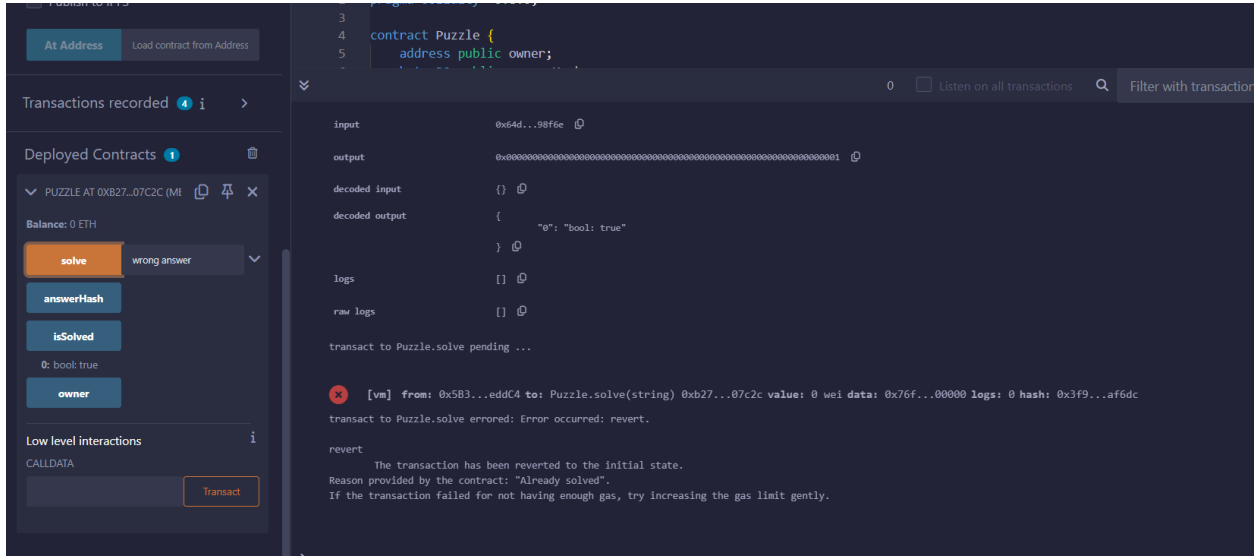 Publish to IPFS
At Address
Load contract from Address
Transactions recorded 4 i
Deployed Contracts 1
PUZZLE AT 0XB27...07C2C (ME
Balance: 0 ETH
solve
wrong answer
answerHash
isSolved
0: bool: true
owner
Low level interactions
i
CALLDATA
Transact
3
4 contract Puzzle {
5 address public owner;
0
Listen on all transactions
Filter with transaction
input 0x64d...98f6e
output 0x0000000000000000000000000000000000000000000000000000000000000001
decoded input {}
decoded output {
"0": "bool: true"
}
logs []
raw logs []
transact to Puzzle.solve pending ...
[vm] from: 0x5B3...eddC4 to: Puzzle.solve(string) 0xb27...07c2c value: 0 wei data: 0x76f...00000 logs: 0 hash: 0x3f9...af6dc
transact to Puzzle.solve errored: Error occurred: revert.
revert
The transaction has been reverted to the initial state.
Reason provided by the contract: "Already solved".
If the transaction failed for not having enough gas, try increasing the gas limit gently.